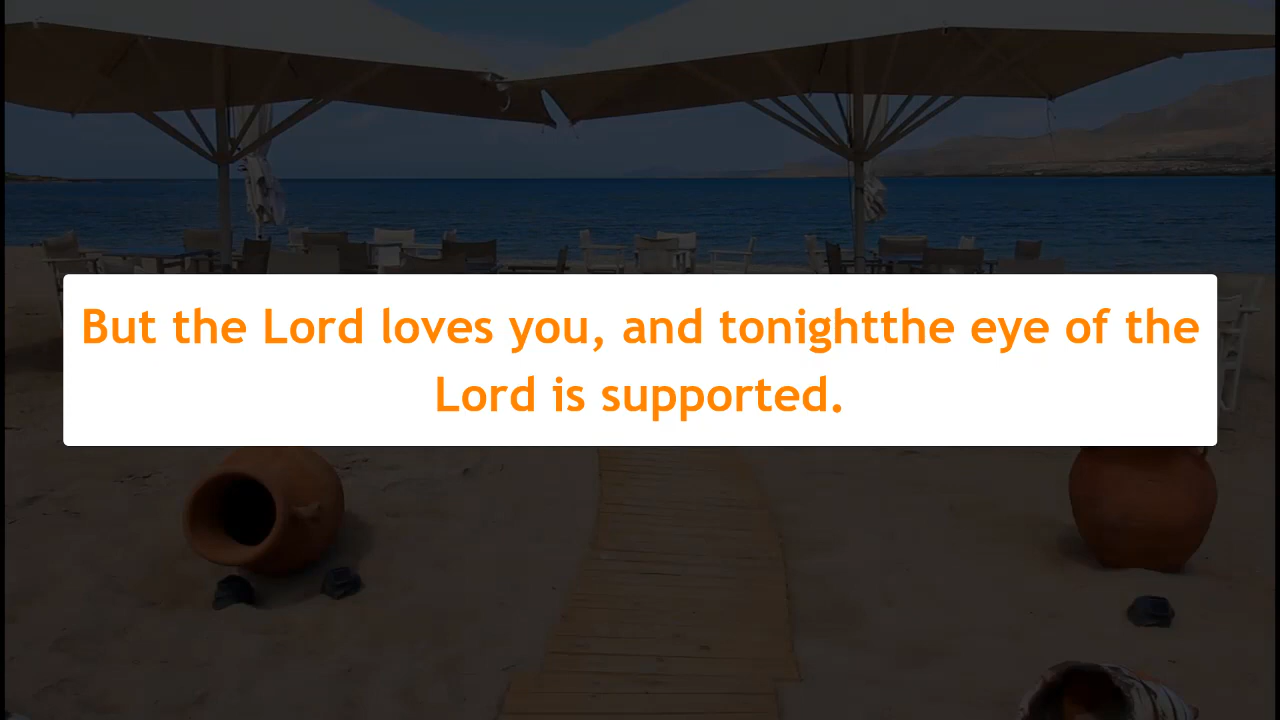 But the Lord loves you, and tonightthe eye of the
Lord is supported.